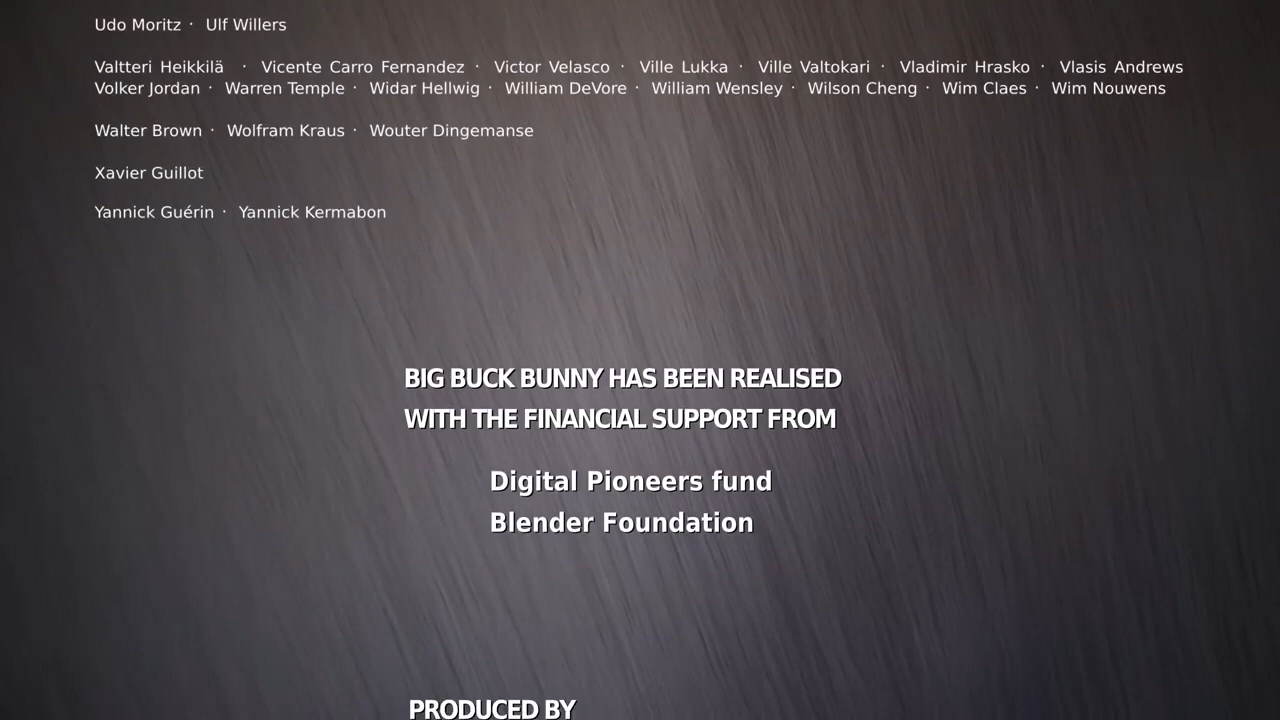 Udo Moritz · Ulf Willers
Valtteri Heikkilä · Vicente Carro Fernandez · Victor Velasco · Ville Lukka · Ville Valtokari · Vladimir Hrasko · Vlasis Andrews
Volker Jordan · Warren Temple · Widar Hellwig · William DeVore · William Wensley · Wilson Cheng · Wim Claes · Wim Nouwens
Walter Brown · Wolfram Kraus · Wouter Dingemanse
Xavier Guillot
Yannick Guérin · Yannick Kermabon
BIG BUCK BUNNY HAS BEEN REALISED
WITH THE FINANCIAL SUPPORT FROM
Digital Pioneers fund
Blender Foundation
PRODUCED BY